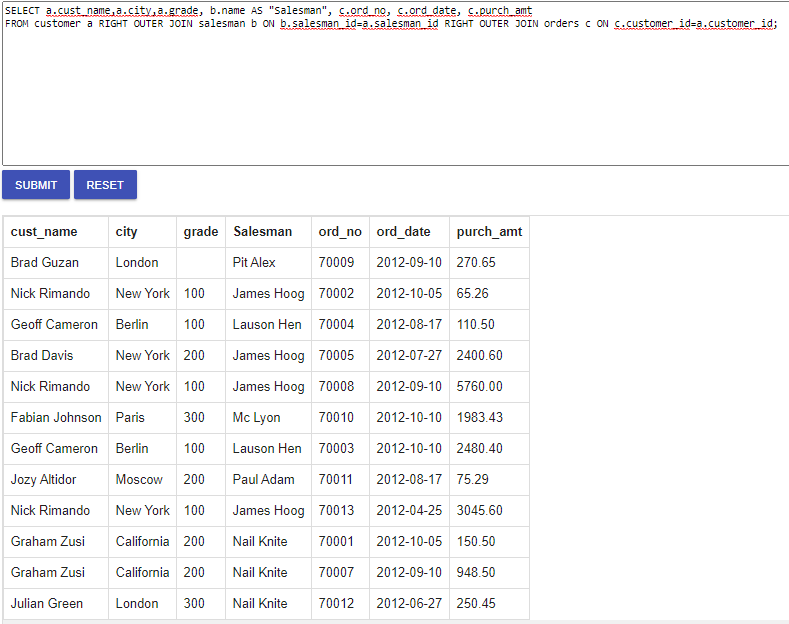 SELECT a.cust_name,a.city,a.grade, b.name AS "Salesman", c.ord_no, c.ord_date, c.purch_amt
FROM customer a RIGHT OUTER JOIN salesman b ON b.salesman_id=a.salesman_id RIGHT OUTER JOIN orders c ON c.customer_id=a.customer_id;
SUBMIT RESET
cust_name city grade Salesman ord_no ord_date purch_amt
Brad Guzan London Pit Alex 70009 2012-09-10 270.65
Nick Rimando New York 100 James Hoog 70002 2012-10-05 65.26
Geoff Cameron Berlin 100 Lauson Hen 70004 2012-08-17 110.50
Brad Davis New York 200 James Hoog 70005 2012-07-27 2400.60
Nick Rimando New York 100 James Hoog 70008 2012-09-10 5760.00
Fabian Johnson Paris 300 Mc Lyon 70010 2012-10-10 1983.43
Geoff Cameron Berlin 100 Lauson Hen 70003 2012-10-10 2480.40
Jozy Altidor Moscow 200 Paul Adam 70011 2012-08-17 75.29
Nick Rimando New York 100 James Hoog 70013 2012-04-25 3045.60
Graham Zusi California 200 Nail Knite 70001 2012-10-05 150.50
Graham Zusi California 200 Nail Knite 70007 2012-09-10 948.50
Julian Green London 300 Nail Knite 70012 2012-06-27 250.45